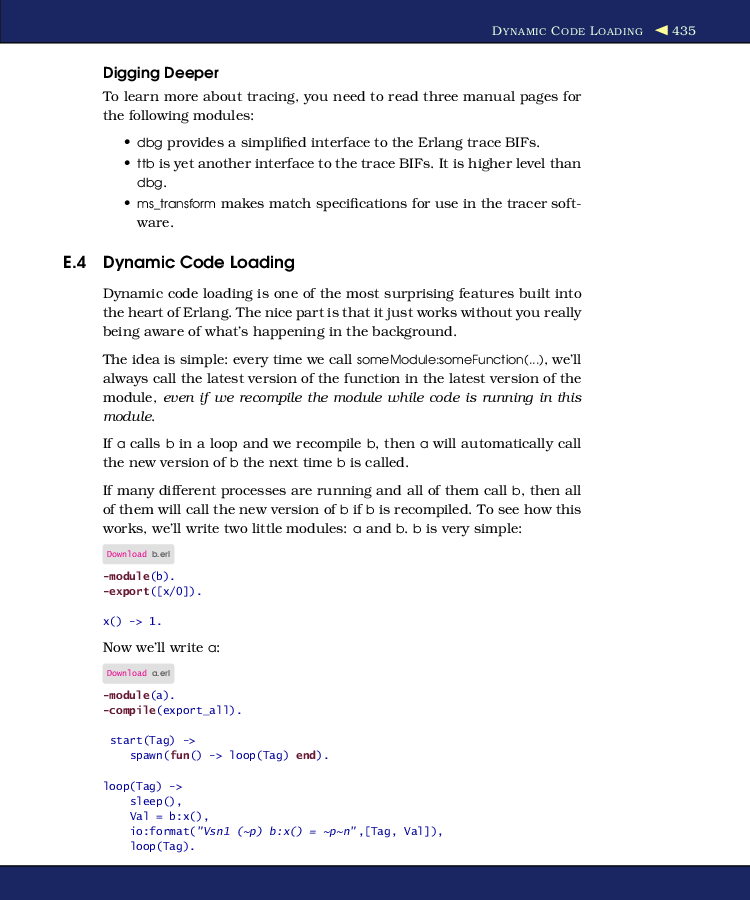 DYNAMIC CODE LOADING ◀ 435
Digging Deeper
To learn more about tracing, you need to read three manual pages for
the following modules:
• dbg provides a simplified interface to the Erlang trace BIFs.
• ttb is yet another interface to the trace BIFs. It is higher level than
dbg.
• ms_transform makes match specifications for use in the tracer soft-
ware.
E.4 Dynamic Code Loading
Dynamic code loading is one of the most surprising features built into
the heart of Erlang. The nice part is that it just works without you really
being aware of what's happening in the background.
The idea is simple: every time we call someModule:someFunction(...), we'll
always call the latest version of the function in the latest version of the
module, even if we recompile the module while code is running in this
module.
If a calls b in a loop and we recompile b, then a will automatically call
the new version of b the next time b is called.
If many different processes are running and all of them call b, then all
of them will call the new version of b if b is recompiled. To see how this
works, we'll write two little modules: a and b. b is very simple:
Download b.erl
-module(b).
-export([x/0]).
x() -> 1.
Now we'll write a:
Download a.erl
-module(a).
-compile(export_all).
start(Tag) ->
spawn(fun() -> loop(Tag) end).
loop(Tag) ->
sleep(),
Val = b:x(),
io:format("Vsn1 (~p) b:x() = ~p~n",[Tag, Val]),
loop(Tag).